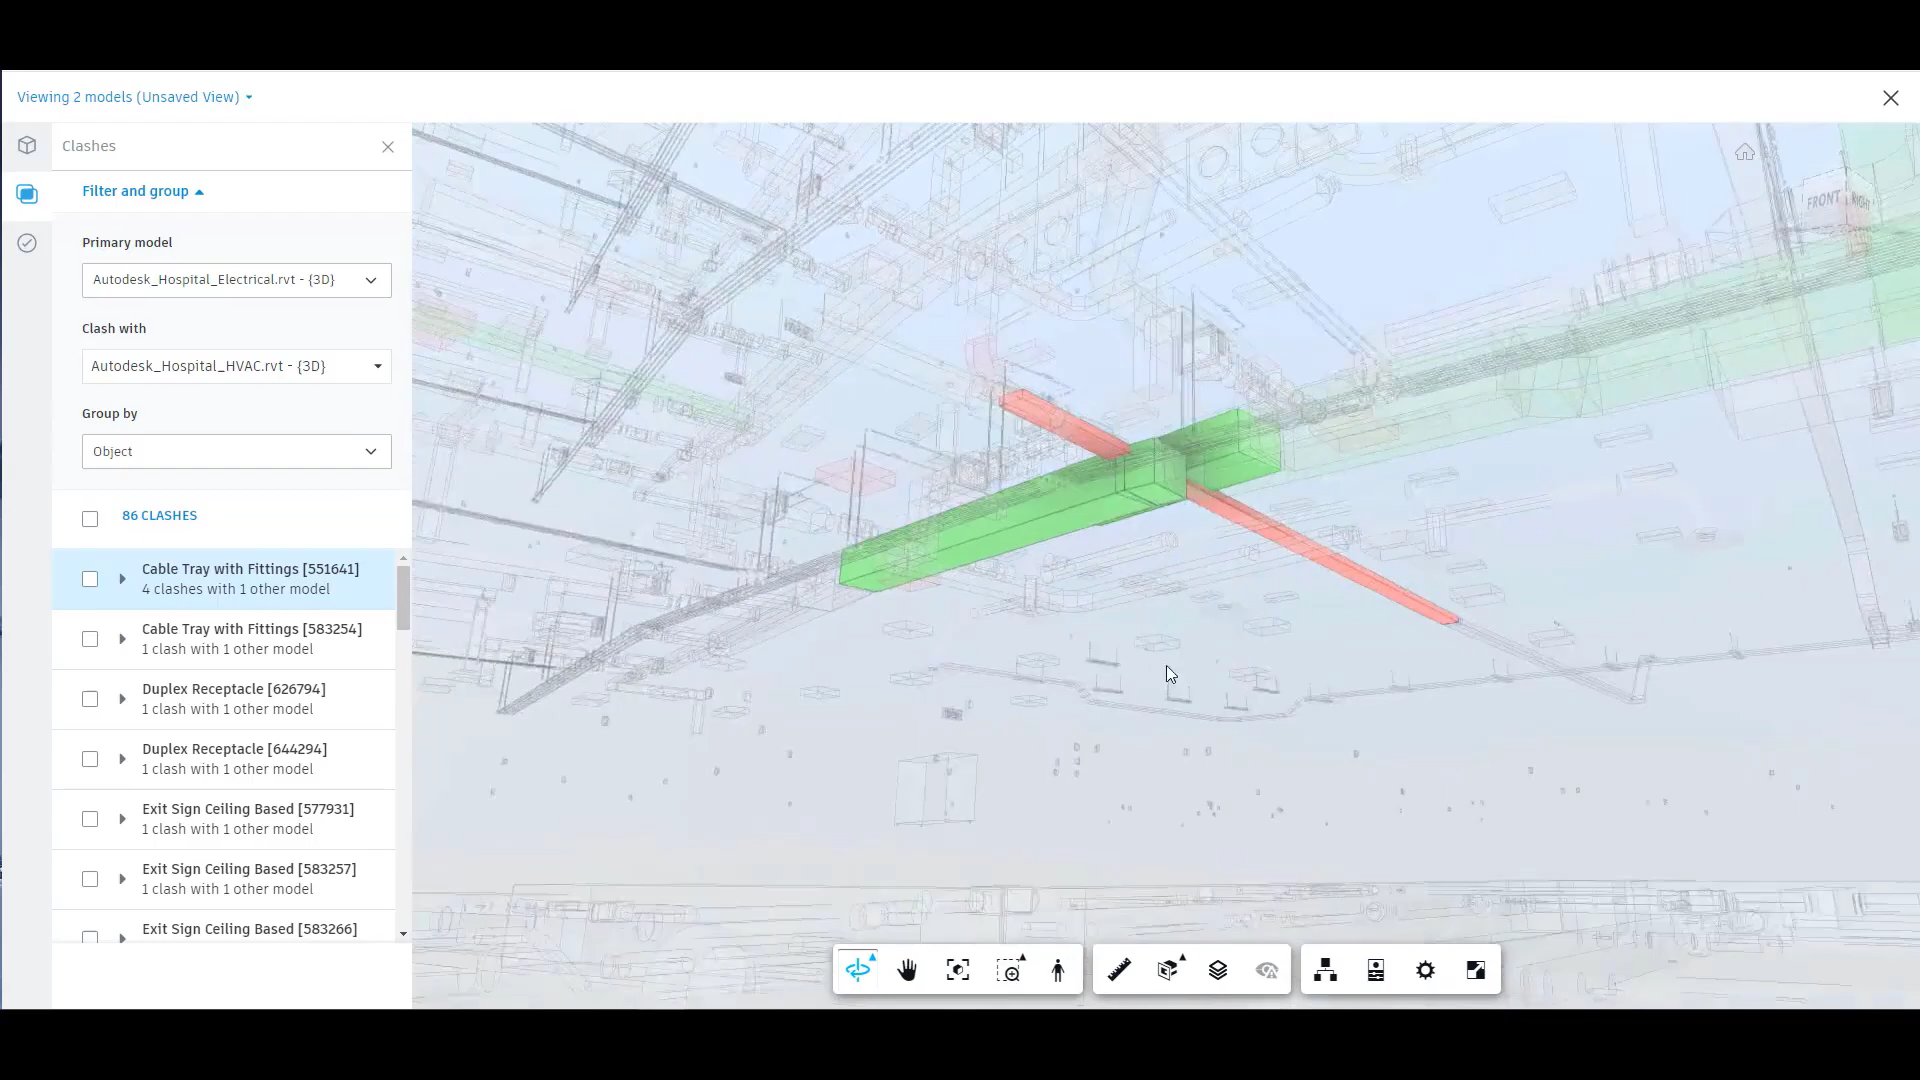 Viewing 2 models (Unsaved View)
Clashes
Filter and group
Primary model
Autodesk_Hospital_Electrical.rvt - {3D}
Clash with
Autodesk_Hospital_HVAC.rvt - {3D}
Group by
Object
86 CLASHES
Cable Tray with Fittings [551641]
4 clashes with 1 other model
Cable Tray with Fittings [583254]
1 clash with 1 other model
Duplex Receptacle [626794]
1 clash with 1 other model
Duplex Receptacle [644294]
1 clash with 1 other model
Exit Sign Ceiling Based [577931]
1 clash with 1 other model
Exit Sign Ceiling Based [583257]
1 clash with 1 other model
Exit Sign Ceiling Based [583266]
FRONT RIGHT